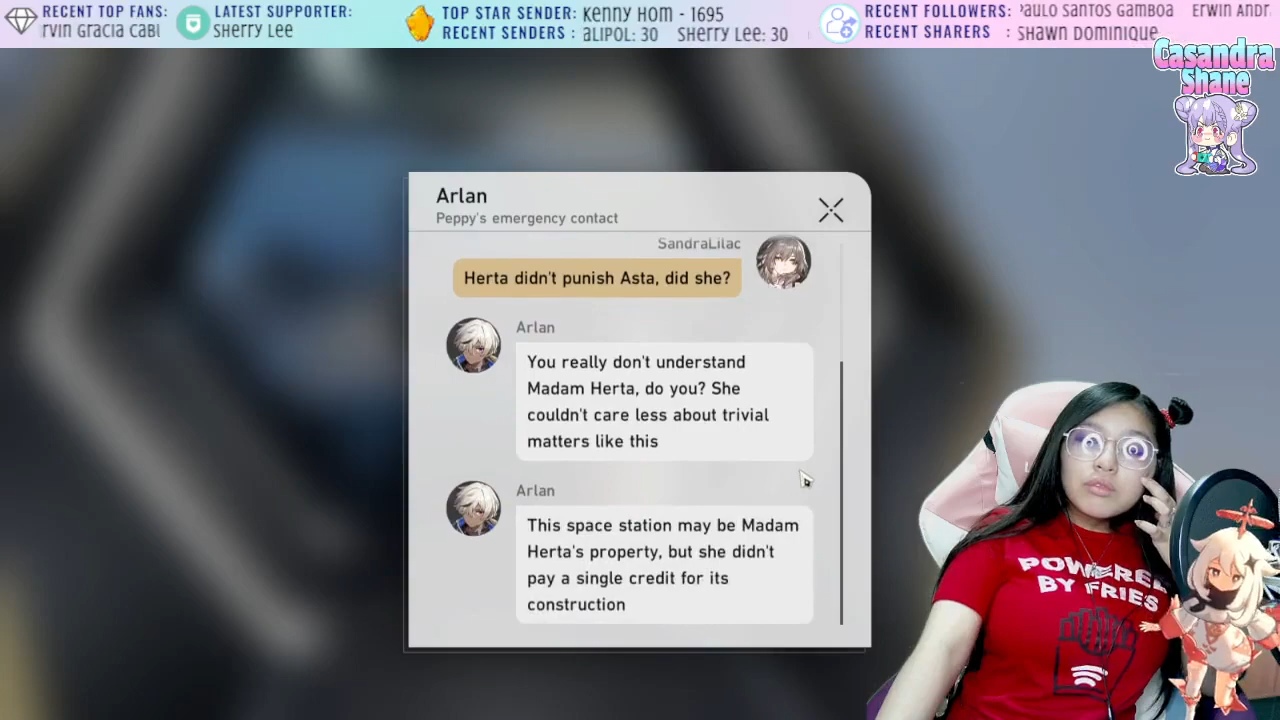 RECENT TOP FANS:
rvin Gracia Cabi
LATEST SUPPORTER:
Sherry Lee
TOP STAR SENDER: Kenny Hom - 1695
RECENT SENDERS : aLiPOL: 30 Sherry Lee: 30
RECENT FOLLOWERS: Paulo Santos Gamboa Erwin Andr
RECENT SHARERS : Shawn Dominique
Casandra
Shane
Arlan
Peppy's emergency contact
SandraLilac
Herta didn't punish Asta, did she?
Arlan
You really don't understand
Madam Herta, do you? She
couldn't care less about trivial
matters like this
Arlan
This space station may be Madam
Herta's property, but she didn't
pay a single credit for its
construction
POWERED
BY FRIES